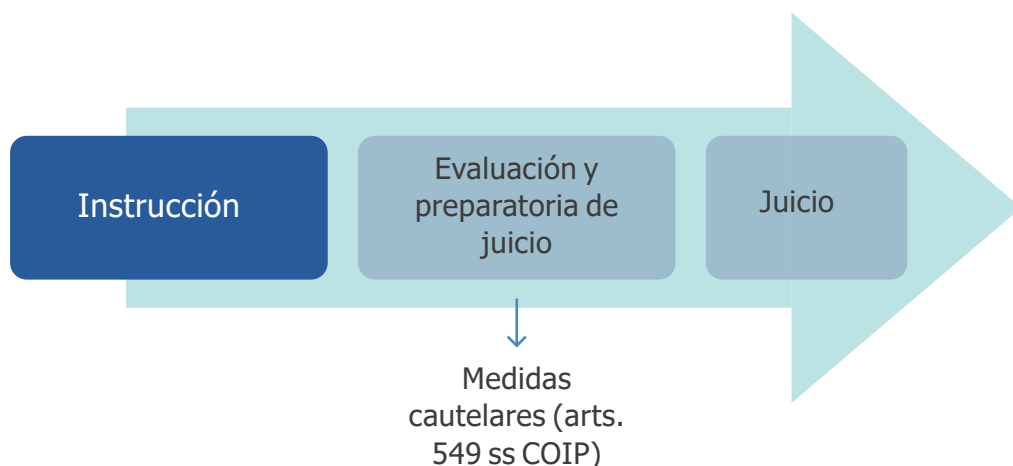 Instrucción
Evaluación y
preparatoria de
juicio
Juicio
Medidas
cautelares (arts.
549 ss COIP)